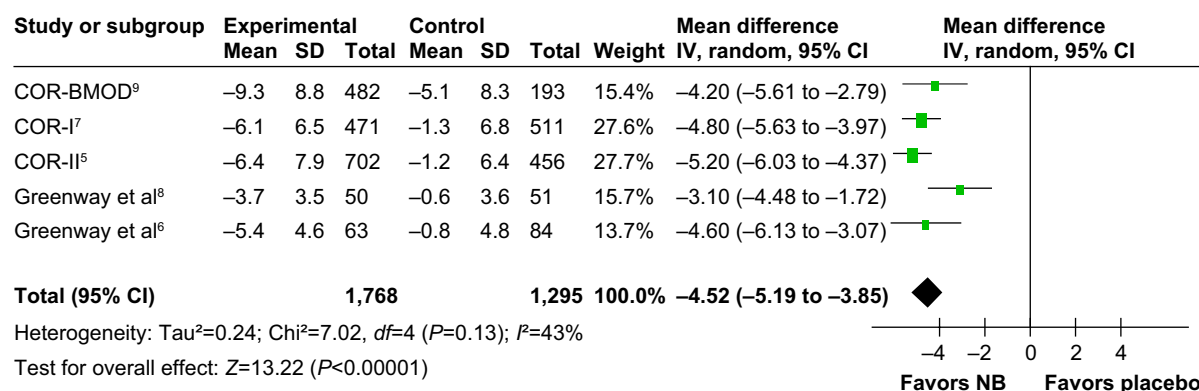 Study or subgroup Experimental Control Mean difference Mean difference
Mean SD Total Mean SD Total Weight IV, random, 95% CI IV, random, 95% CI
COR-BMOD⁹ –9.3 8.8 482 –5.1 8.3 193 15.4% –4.20 (–5.61 to –2.79)
COR-I⁷ –6.1 6.5 471 –1.3 6.8 511 27.6% –4.80 (–5.63 to –3.97)
COR-II⁵ –6.4 7.9 702 –1.2 6.4 456 27.7% –5.20 (–6.03 to –4.37)
Greenway et al⁸ –3.7 3.5 50 –0.6 3.6 51 15.7% –3.10 (–4.48 to –1.72)
Greenway et al⁶ –5.4 4.6 63 –0.8 4.8 84 13.7% –4.60 (–6.13 to –3.07)
Total (95% CI) 1,768 1,295 100.0% –4.52 (–5.19 to –3.85)
Heterogeneity: Tau²=0.24; Chi²=7.02, df=4 (P=0.13); I²=43%
Test for overall effect: Z=13.22 (P<0.00001)
–4 –2 0 2 4
Favors NB Favors placebo